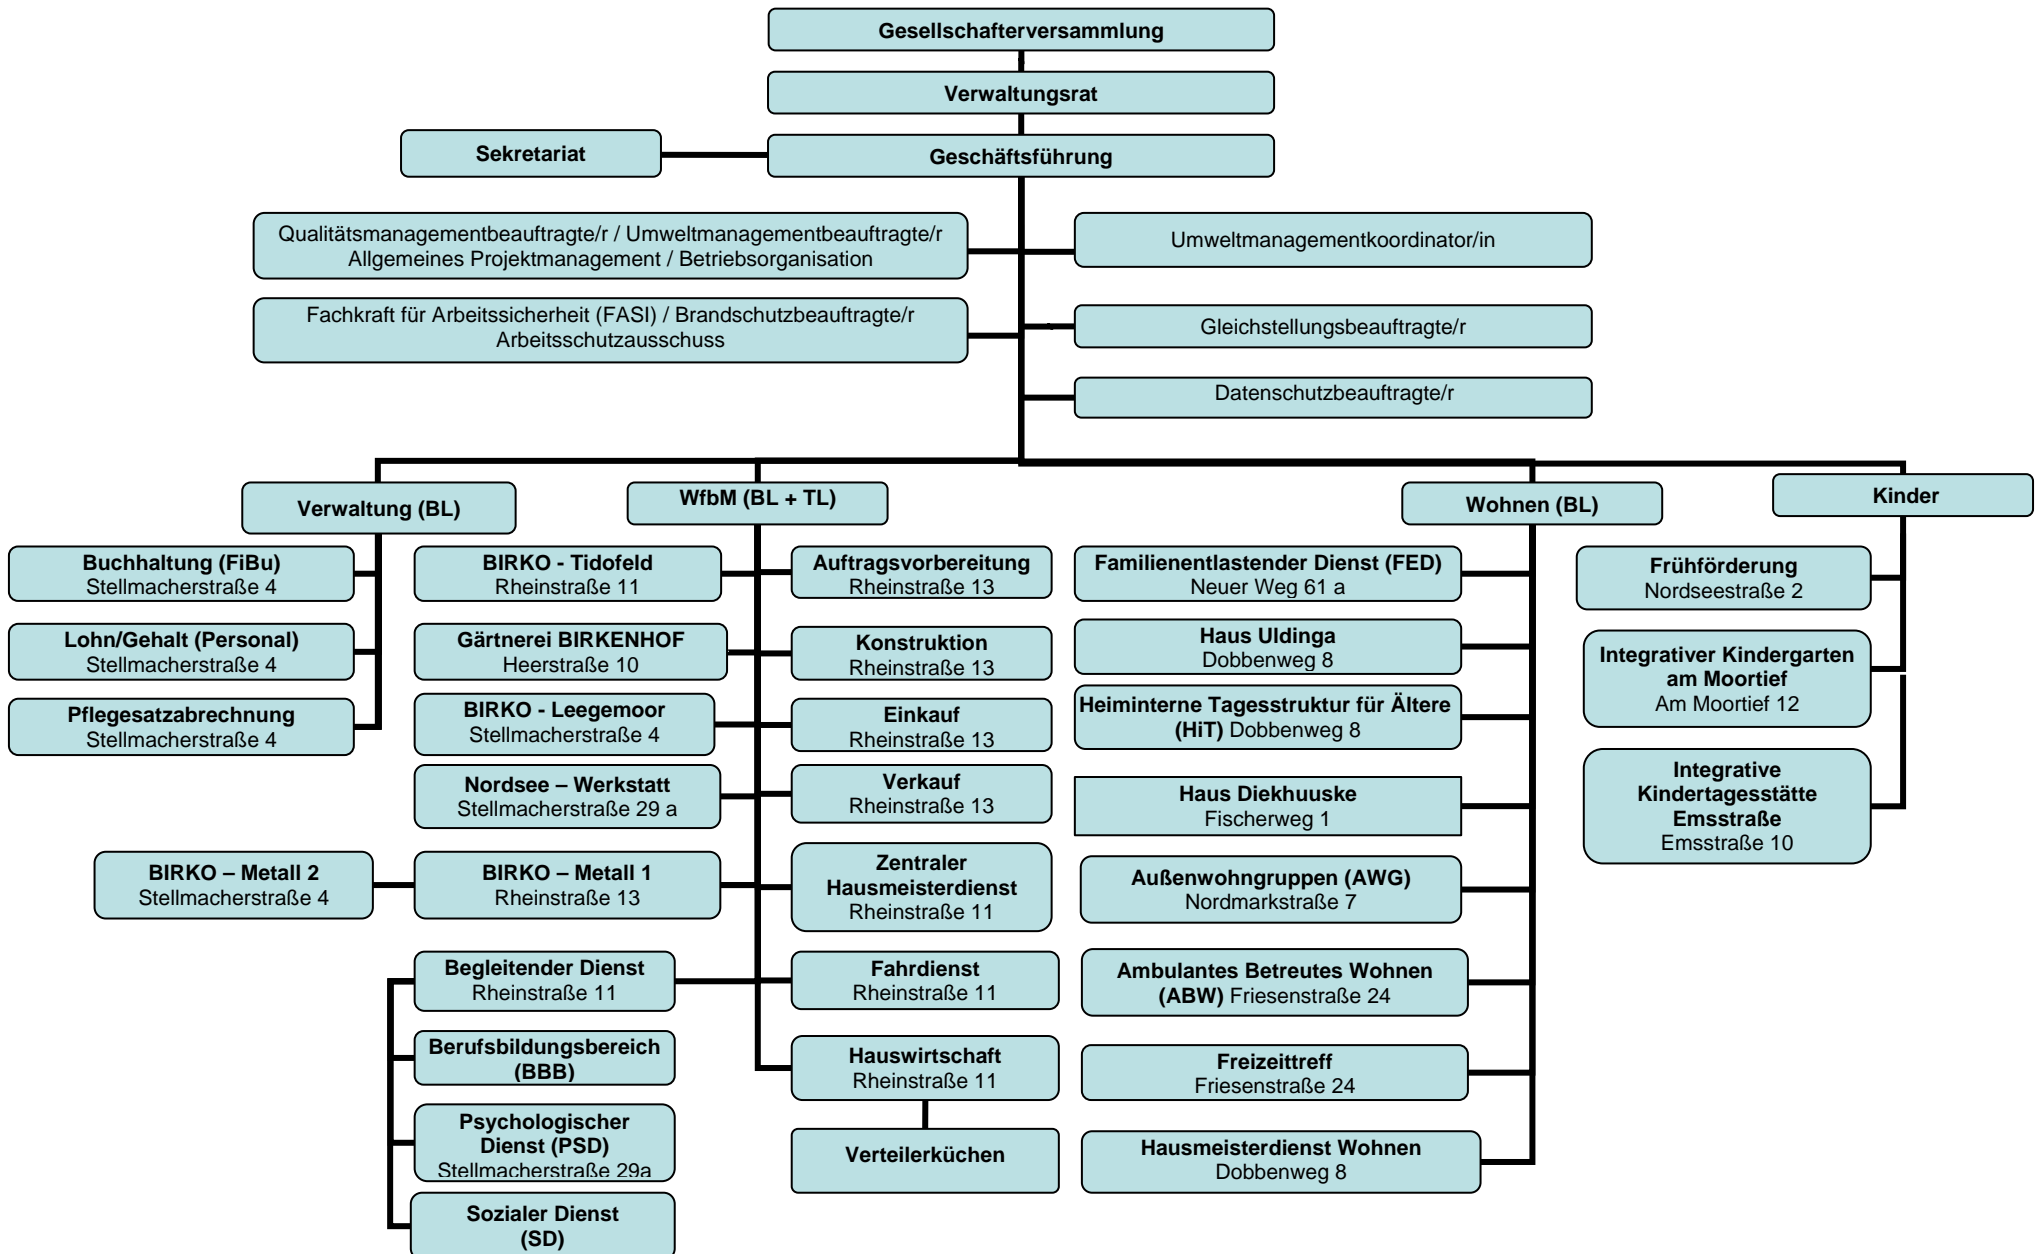 Gesellschafterversammlung
Verwaltungsrat
Sekretariat
Geschäftsführung
Qualitätsmanagementbeauftragte/r / Umweltmanagementbeauftragte/r
Allgemeines Projektmanagement / Betriebsorganisation
Umweltmanagementkoordinator/in
Fachkraft für Arbeitssicherheit (FASI) / Brandschutzbeauftragte/r
Arbeitsschutzausschuss
Gleichstellungsbeauftragte/r
Datenschutzbeauftragte/r
Verwaltung (BL)
Buchhaltung (FiBu)
Stellmacherstraße 4
Lohn/Gehalt (Personal)
Stellmacherstraße 4
Pflegesatzabrechnung
Stellmacherstraße 4
WfbM (BL + TL)
BIRKO - Tidofeld
Rheinstraße 11
Gärtnerei BIRKENHOF
Heerstraße 10
BIRKO - Leegemoor
Stellmacherstraße 4
Nordsee – Werkstatt
Stellmacherstraße 29 a
BIRKO – Metall 2
Stellmacherstraße 4
BIRKO – Metall 1
Rheinstraße 13
Begleitender Dienst
Rheinstraße 11
Berufsbildungsbereich
(BBB)
Psychologischer
Dienst (PSD)
Stellmacherstraße 29a
Sozialer Dienst
(SD)
Auftragsvorbereitung
Rheinstraße 13
Konstruktion
Rheinstraße 13
Einkauf
Rheinstraße 13
Verkauf
Rheinstraße 13
Zentraler
Hausmeisterdienst
Rheinstraße 11
Fahrdienst
Rheinstraße 11
Hauswirtschaft
Rheinstraße 11
Verteilerküchen
Wohnen (BL)
Familienentlastender Dienst (FED)
Neuer Weg 61 a
Haus Uldinga
Dobbenweg 8
Heiminterne Tagesstruktur für Ältere
(HiT) Dobbenweg 8
Haus Diekhuuske
Fischerweg 1
Außenwohngruppen (AWG)
Nordmarkstraße 7
Ambulantes Betreutes Wohnen
(ABW) Friesenstraße 24
Freizeittreff
Friesenstraße 24
Hausmeisterdienst Wohnen
Dobbenweg 8
Kinder
Frühförderung
Nordseestraße 2
Integrativer Kindergarten
am Moortief
Am Moortief 12
Integrative
Kindertagesstätte
Emsstraße
Emsstraße 10